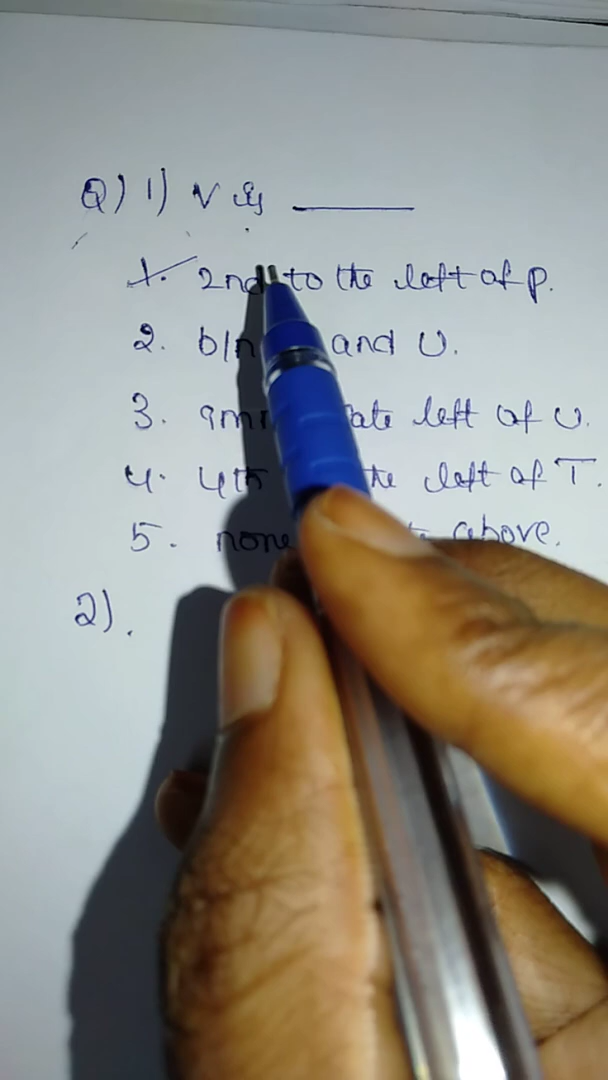 Q) 1) V is ______
1. 2nd to the left of P.
2. b/n and U.
3. left of U.
4. 4th the left of T.
5. none above.
2).